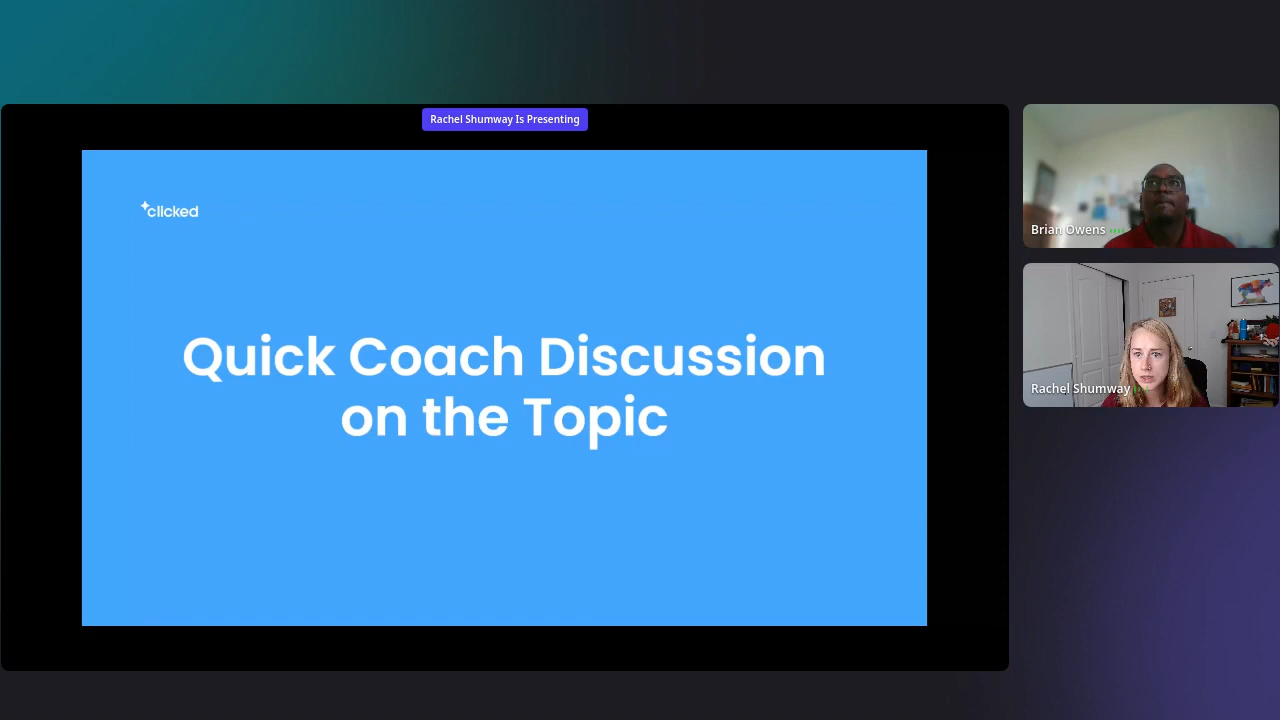 Rachel Shumway Is Presenting
clicked
Quick Coach Discussion
on the Topic
Brian Owens
Rachel Shumway